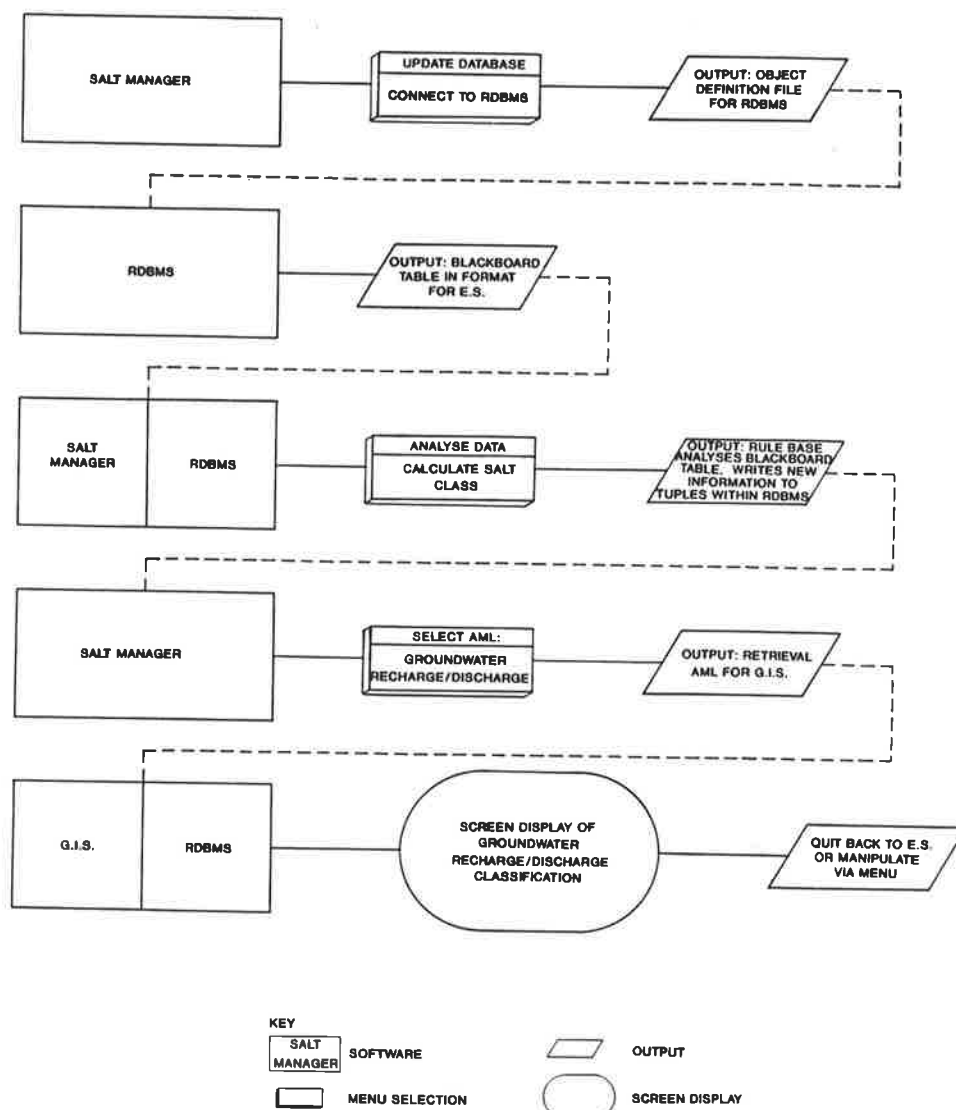 SALT MANAGER
UPDATE DATABASE
CONNECT TO RDBMS
OUTPUT: OBJECT
DEFINITION FILE
FOR RDBMS
RDBMS
OUTPUT: BLACKBOARD
TABLE IN FORMAT
FOR E.S.
SALT
MANAGER
RDBMS
ANALYSE DATA
CALCULATE SALT
CLASS
OUTPUT: RULE BASE
ANALYSES BLACKBOARD
TABLE. WRITES NEW
INFORMATION TO
TUPLES WITHIN RDBMS
SALT MANAGER
SELECT AML:
GROUNDWATER
RECHARGE/DISCHARGE
OUTPUT: RETRIEVAL
AML FOR G.I.S.
G.I.S.
RDBMS
SCREEN DISPLAY OF
GROUNDWATER
RECHARGE/DISCHARGE
CLASSIFICATION
QUIT BACK TO E.S.
OR MANIPULATE
VIA MENU
KEY
SALT
MANAGER
SOFTWARE
OUTPUT
MENU SELECTION
SCREEN DISPLAY